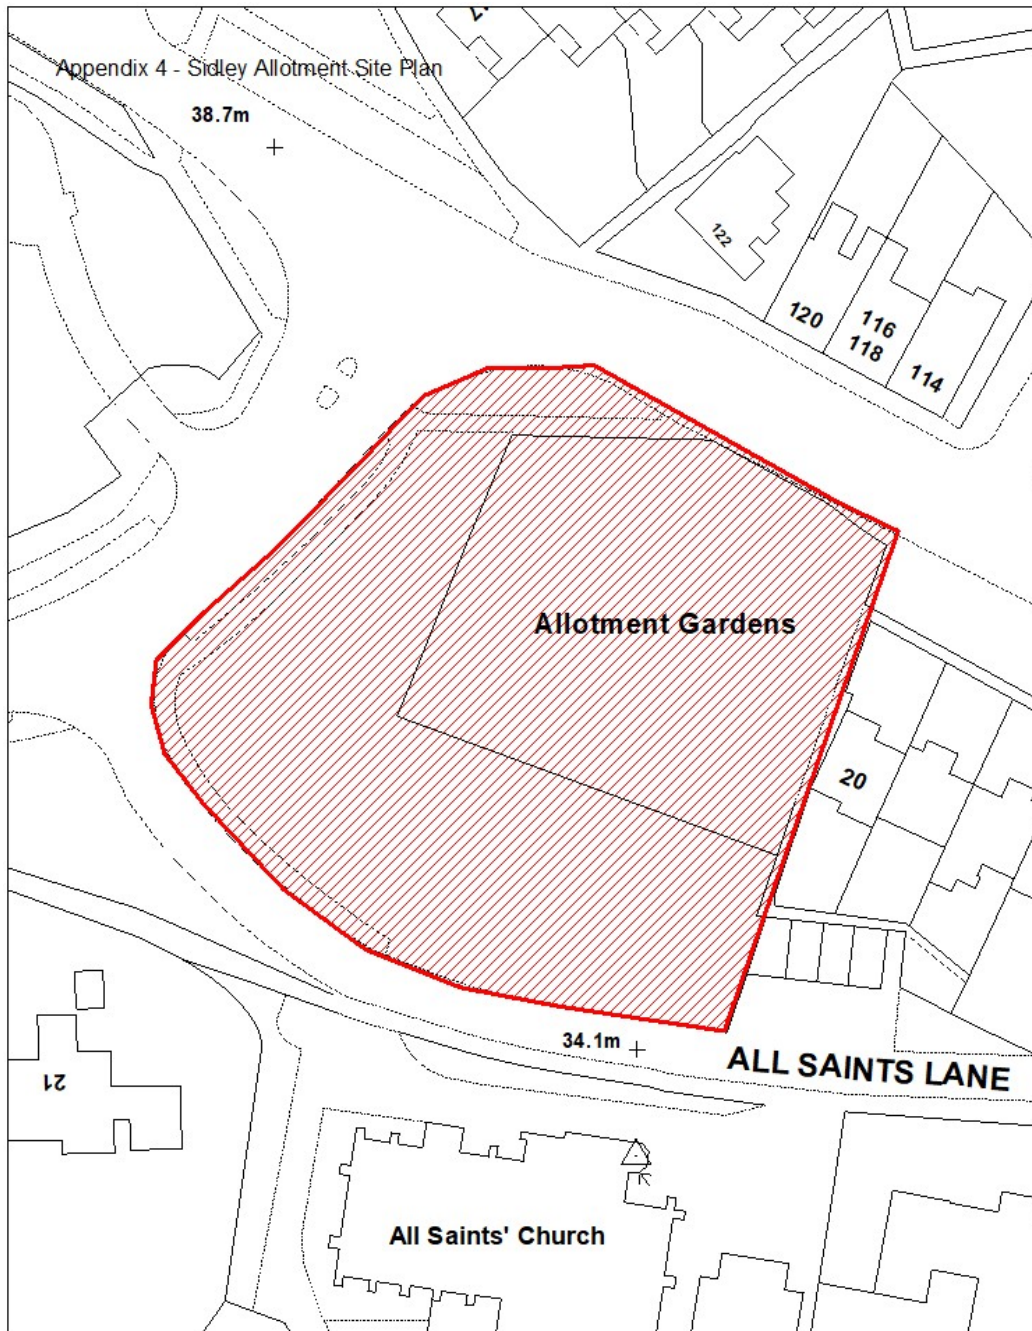 Appendix 4 - Sidley Allotment Site Plan
38.7m
122
120
116
118
114
Allotment Gardens
20
34.1m
ALL SAINTS LANE
21
All Saints' Church